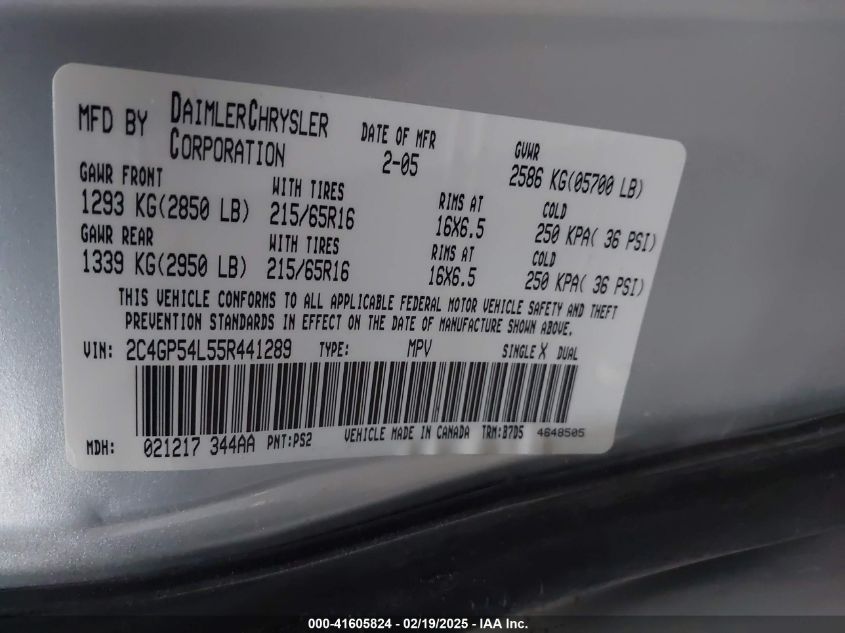 MFD BY DAIMLERCHRYSLER CORPORATION
DATE OF MFR 2-05
GVWR 2586 KG(05700 LB)
GAWR FRONT WITH TIRES RIMS AT COLD
1293 KG(2850 LB) 215/65R16 16X6.5 250 KPA( 36 PSI)
GAWR REAR WITH TIRES RIMS AT COLD
1339 KG(2950 LB) 215/65R16 16X6.5 250 KPA( 36 PSI)
THIS VEHICLE CONFORMS TO ALL APPLICABLE FEDERAL MOTOR VEHICLE SAFETY AND THEFT
PREVENTION STANDARDS IN EFFECT ON THE DATE OF MANUFACTURE SHOWN ABOVE.
VIN: 2C4GP54L55R441289 TYPE: MPV SINGLE X DUAL
MDH: 021217 344AA PNT:PS2 VEHICLE MADE IN CANADA TRM:B7D5 4648505
000-41605824 - 02/19/2025 - IAA Inc.